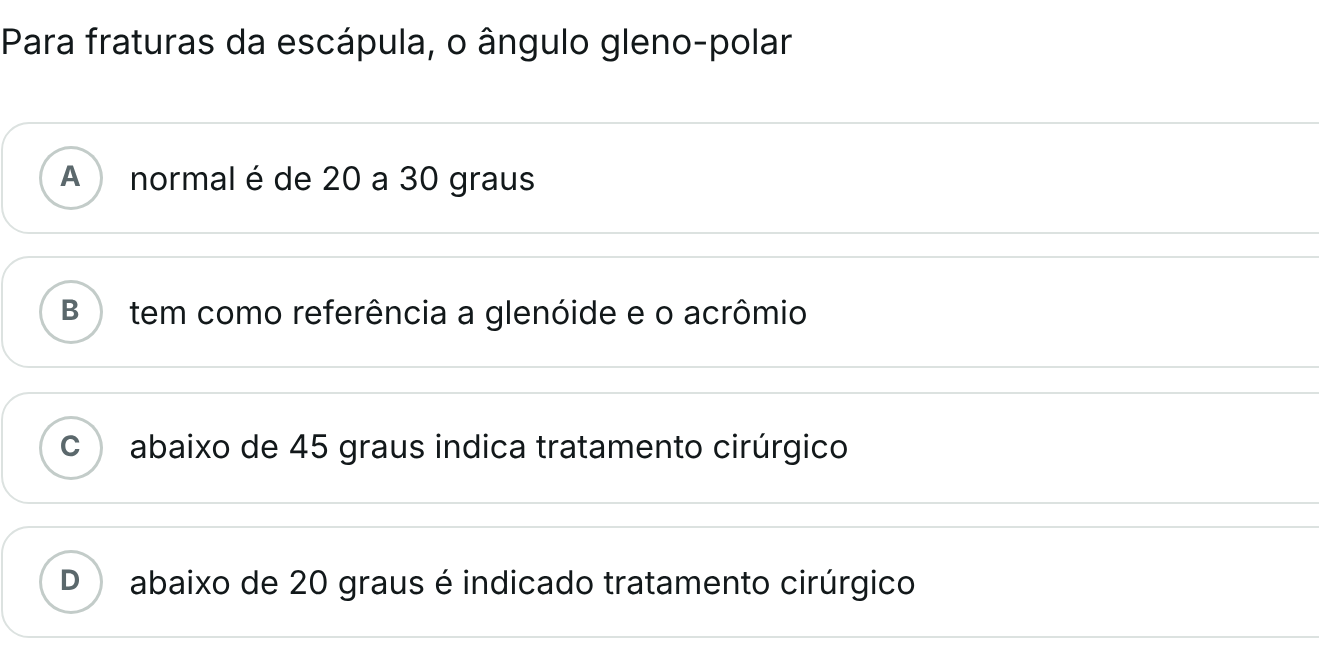 Para fraturas da escápula, o ângulo gleno-polar
A normal é de 20 a 30 graus
B tem como referência a glenóide e o acrômio
C abaixo de 45 graus indica tratamento cirúrgico
D abaixo de 20 graus é indicado tratamento cirúrgico